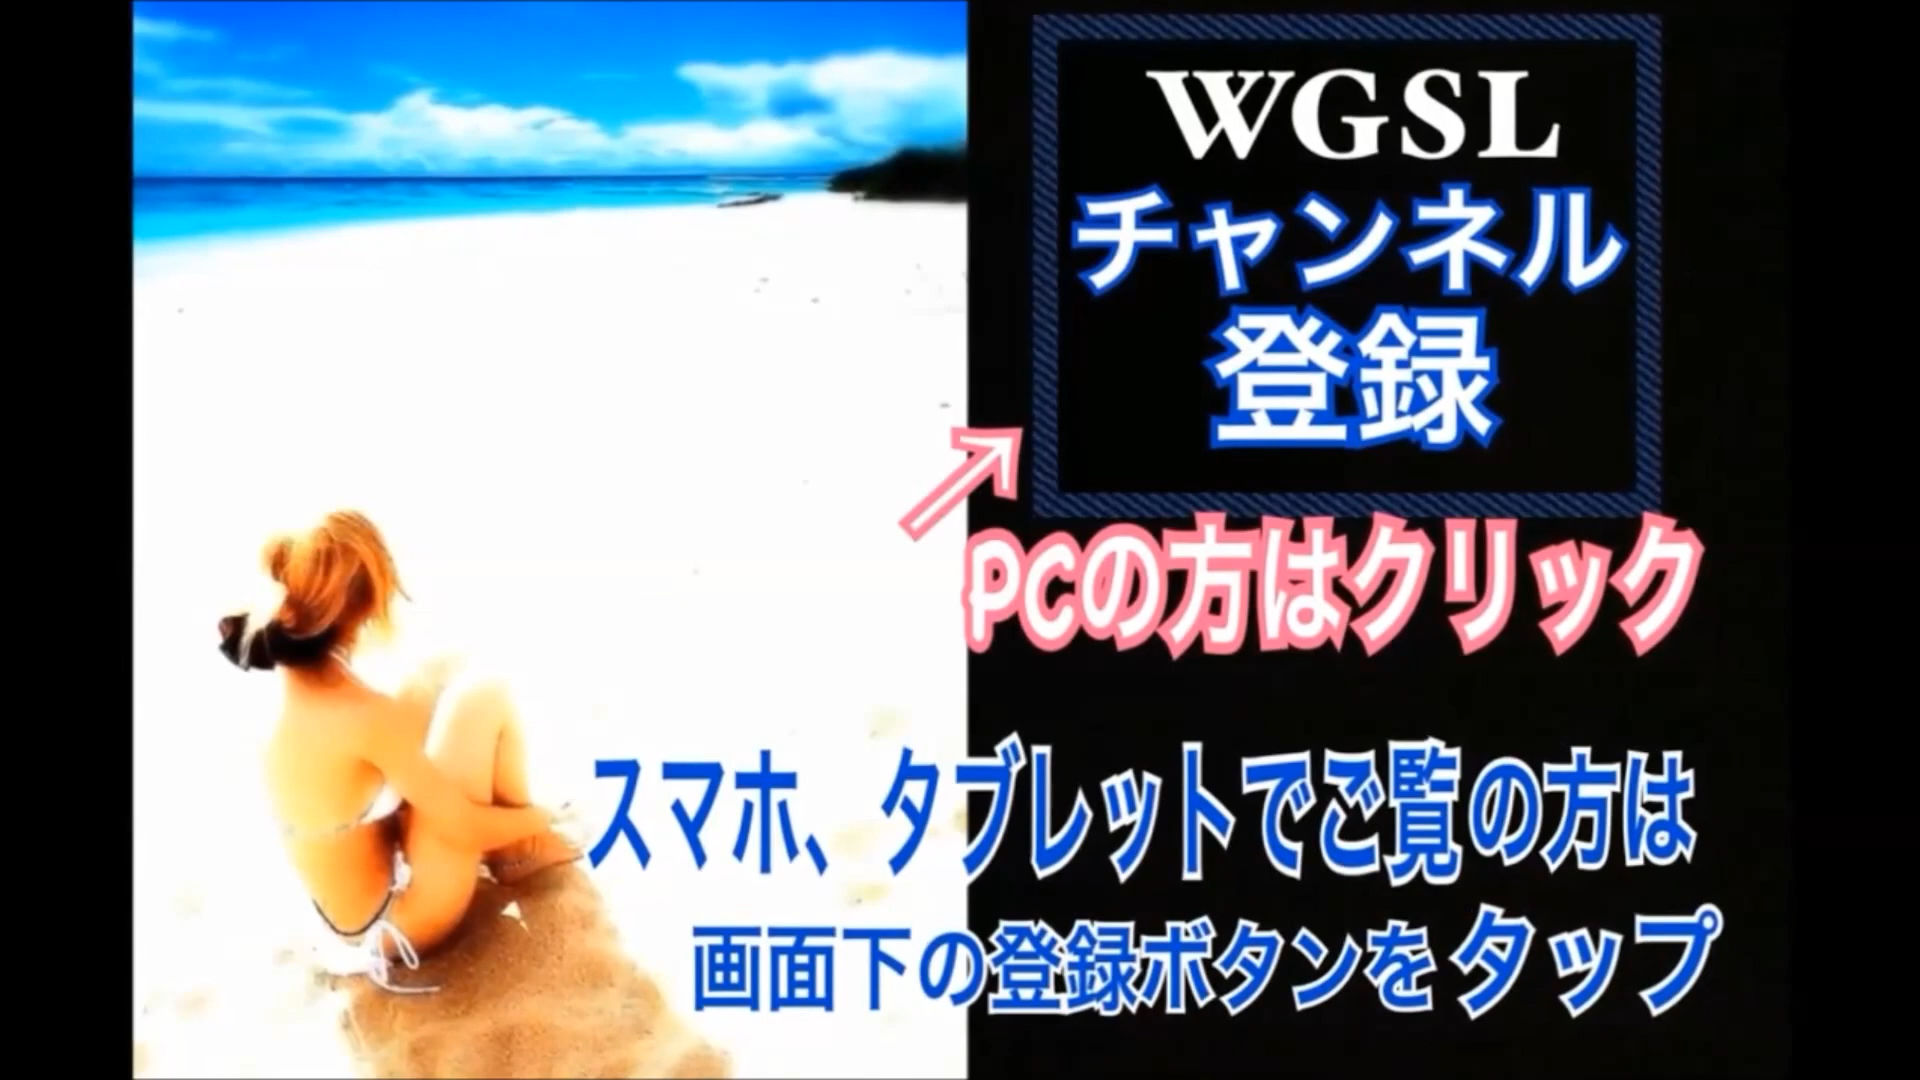 WGSL
チャンネル
登録
PCの方はクリック
スマホ、タブレットでご覧の方は
画面下の登録ボタンをタップ